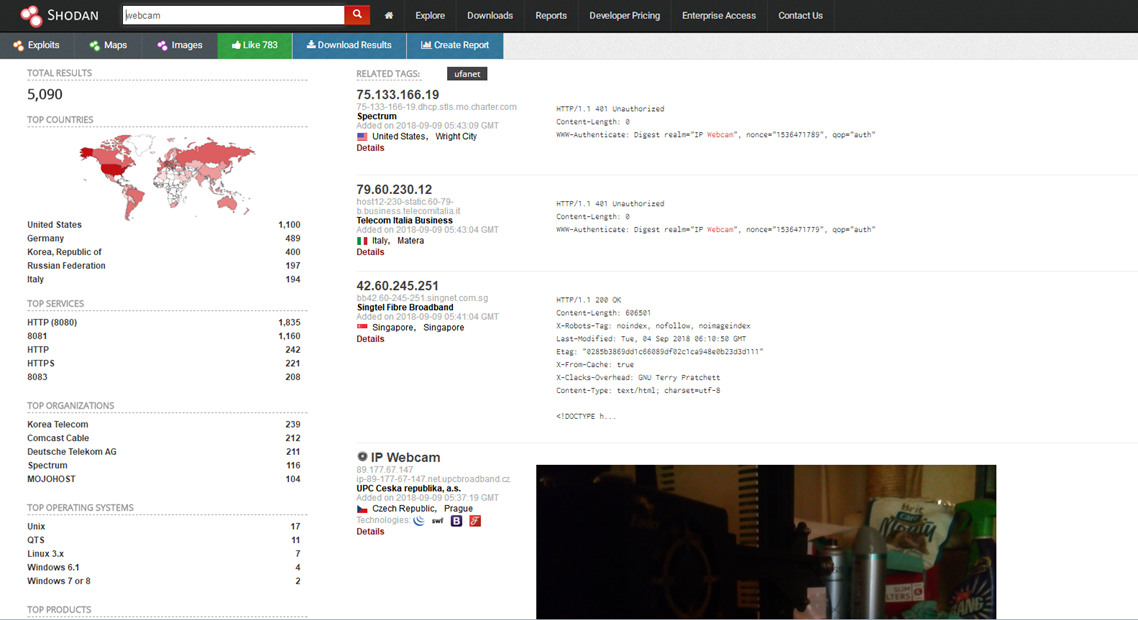 SHODAN
webcam
Explore
Downloads
Reports
Developer Pricing
Enterprise Access
Contact Us
Exploits
Maps
Images
Like 783
Download Results
Create Report
TOTAL RESULTS
5,090
TOP COUNTRIES
United States 1,100
Germany 489
Korea, Republic of 400
Russian Federation 197
Italy 194
TOP SERVICES
HTTP (8080) 1,835
8081 1,160
HTTP 242
HTTPS 221
8083 208
TOP ORGANIZATIONS
Korea Telecom 239
Comcast Cable 212
Deutsche Telekom AG 211
Spectrum 116
MOJOHOST 104
TOP OPERATING SYSTEMS
Unix 17
QTS 11
Linux 3.x 7
Windows 6.1 4
Windows 7 or 8 2
TOP PRODUCTS
RELATED TAGS: ufanet
75.133.166.19
75-133-166-19.dhcp.stls.mo.charter.com
Spectrum
Added on 2018-09-09 05:43:09 GMT
United States, Wright City
Details
HTTP/1.1 401 Unauthorized
Content-Length: 0
WWW-Authenticate: Digest realm="IP Webcam", nonce="1536471789", qop="auth"
79.60.230.12
host12-230-static.60-79-
b.business.telecomitalia.it
Telecom Italia Business
Added on 2018-09-09 05:43:04 GMT
Italy, Matera
Details
HTTP/1.1 401 Unauthorized
Content-Length: 0
WWW-Authenticate: Digest realm="IP Webcam", nonce="1536471779", qop="auth"
42.60.245.251
bb42.60-245-251.singnet.com.sg
Singtel Fibre Broadband
Added on 2018-09-09 05:41:04 GMT
Singapore, Singapore
Details
HTTP/1.1 200 OK
Content-Length: 606501
X-Robots-Tag: noindex, nofollow, noimageindex
Last-Modified: Tue, 04 Sep 2018 06:10:50 GMT
Etag: "0285b3869dd1c66089df02c1ca948e0b23d3d111"
X-From-Cache: true
X-Clacks-Overhead: GNU Terry Pratchett
Content-Type: text/html; charset=utf-8
<!DOCTYPE h...
IP Webcam
89.177.67.147
ip-89-177-67-147.net.upcbroadband.cz
UPC Ceska republika, a.s.
Added on 2018-09-09 05:37:19 GMT
Czech Republic, Prague
Technologies: swf B
Details
Brit
care
SLIM
BANG